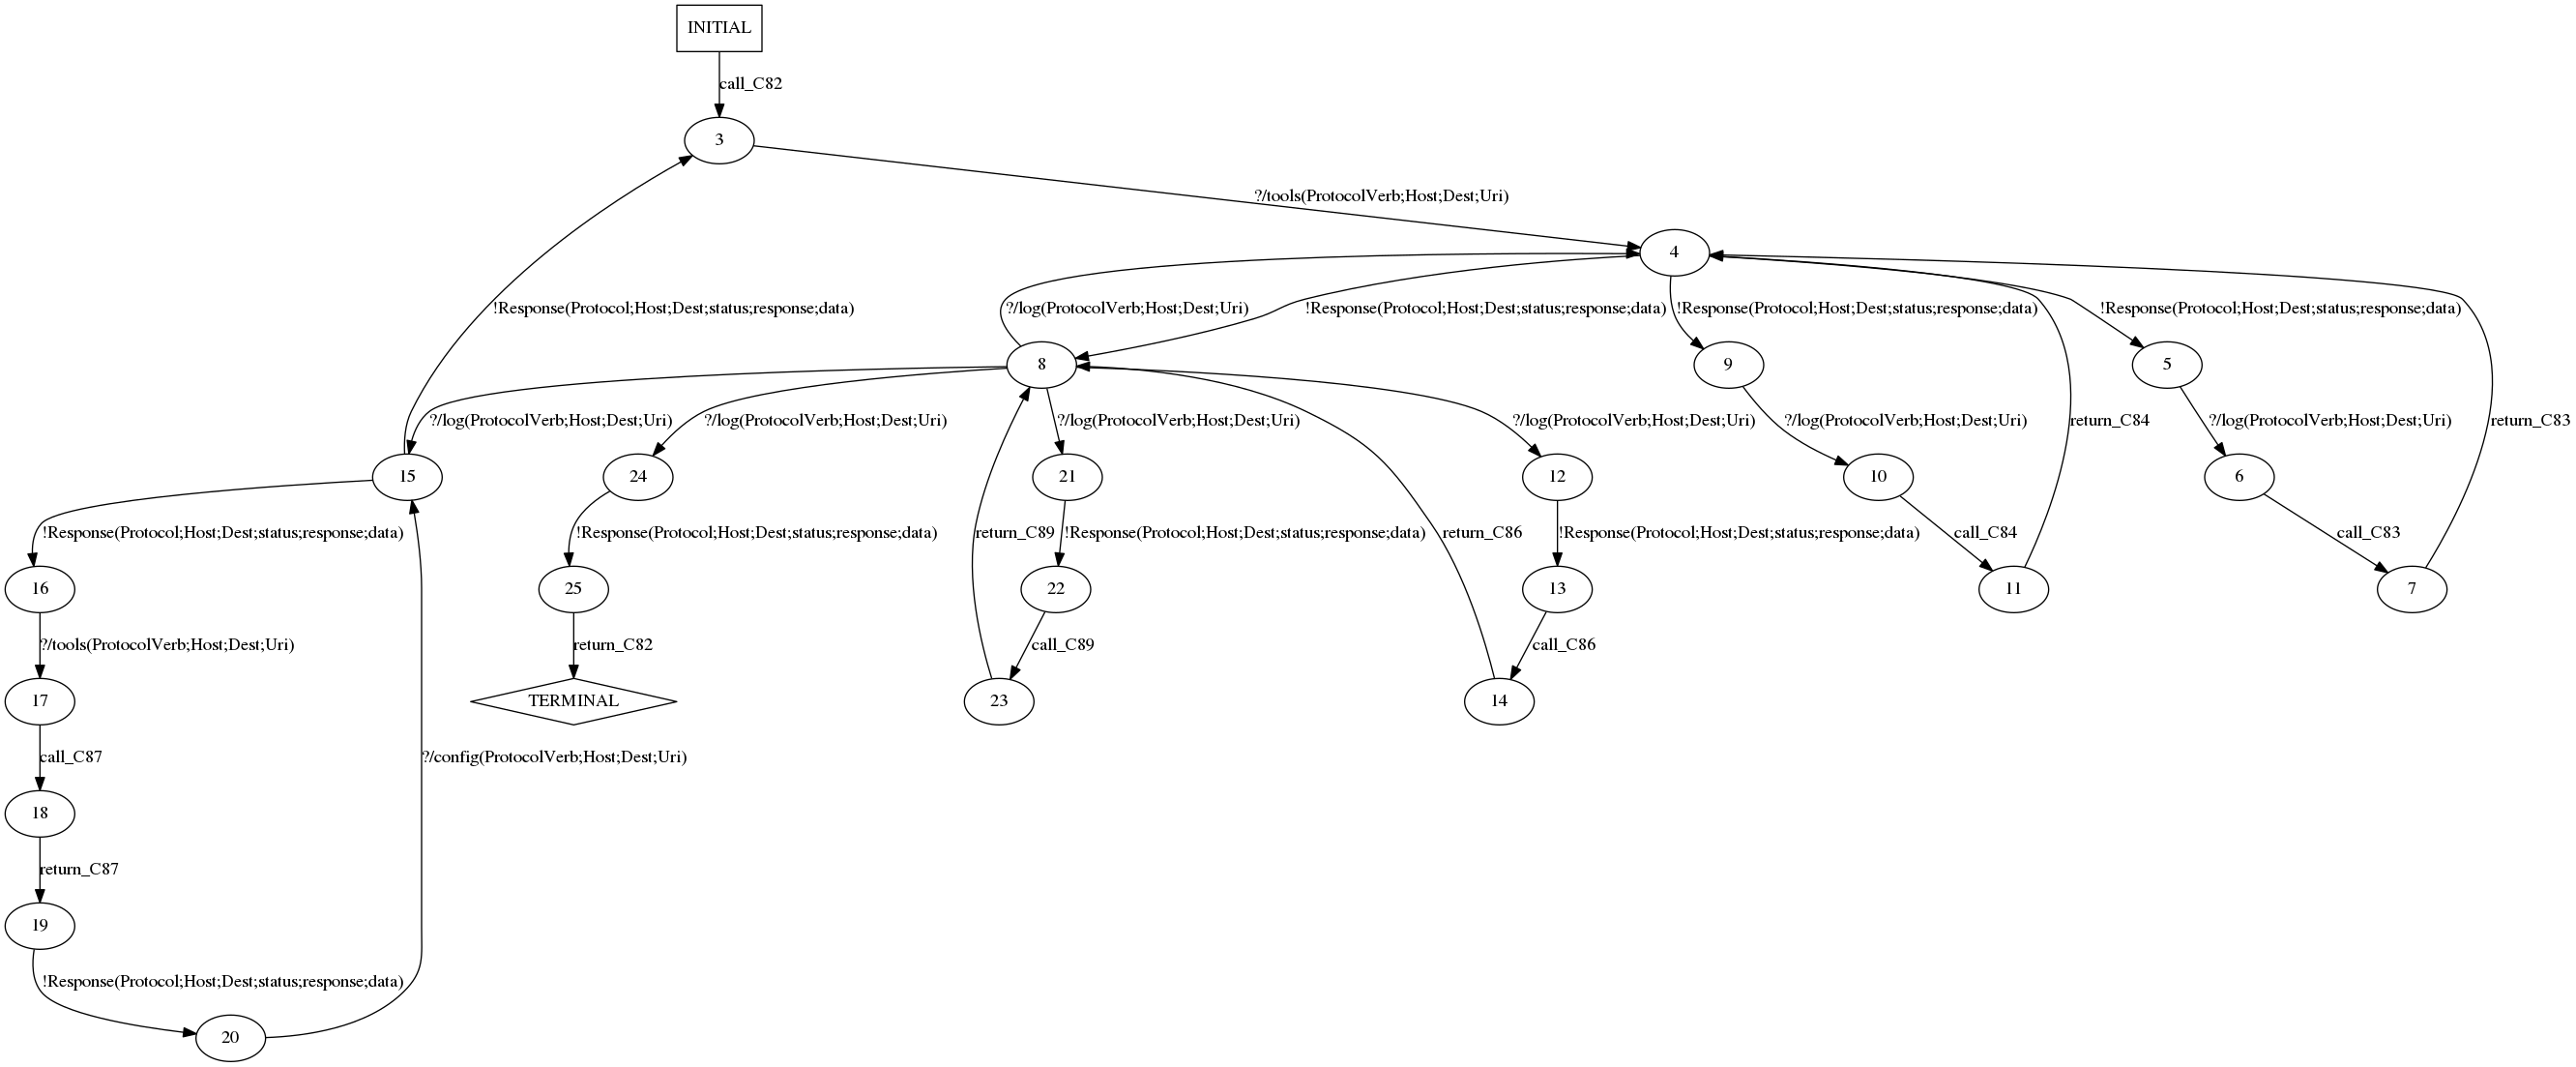 INITIAL
call_C82
3
?/tools(ProtocolVerb;Host;Dest;Uri)
4
!Response(Protocol;Host;Dest;status;response;data)
?/log(ProtocolVerb;Host;Dest;Uri)
!Response(Protocol;Host;Dest;status;response;data)
!Response(Protocol;Host;Dest;status;response;data)
!Response(Protocol;Host;Dest;status;response;data)
8
9
5
?/log(ProtocolVerb;Host;Dest;Uri)
?/log(ProtocolVerb;Host;Dest;Uri)
?/log(ProtocolVerb;Host;Dest;Uri)
?/log(ProtocolVerb;Host;Dest;Uri)
?/log(ProtocolVerb;Host;Dest;Uri)
return_C84
?/log(ProtocolVerb;Host;Dest;Uri)
return_C83
15
24
21
12
10
6
!Response(Protocol;Host;Dest;status;response;data)
!Response(Protocol;Host;Dest;status;response;data)
return_C89
!Response(Protocol;Host;Dest;status;response;data)
return_C86
!Response(Protocol;Host;Dest;status;response;data)
call_C84
call_C83
16
25
22
13
11
7
?/tools(ProtocolVerb;Host;Dest;Uri)
return_C82
call_C89
call_C86
17
TERMINAL
23
14
call_C87
?/config(ProtocolVerb;Host;Dest;Uri)
18
return_C87
19
!Response(Protocol;Host;Dest;status;response;data)
20